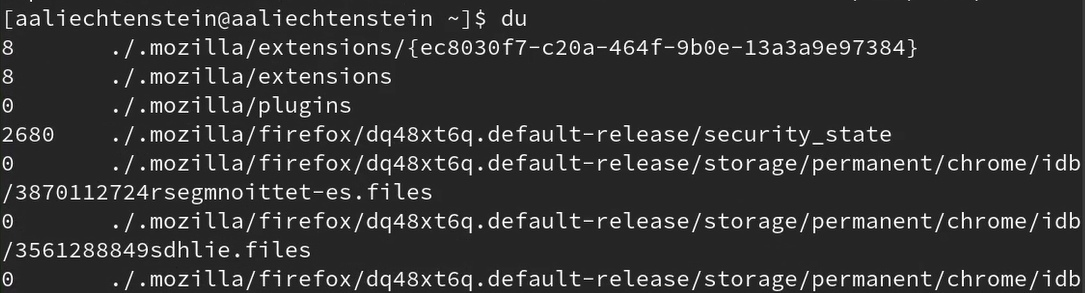 [aaliechtenstein@aaliechtenstein ~]$ du
8 ./.mozilla/extensions/{ec8030f7-c20a-464f-9b0e-13a3a9e97384}
8 ./.mozilla/extensions
0 ./.mozilla/plugins
2680 ./.mozilla/firefox/dq48xt6q.default-release/security_state
0 ./.mozilla/firefox/dq48xt6q.default-release/storage/permanent/chrome/idb
/3870112724rsegmnoittet-es.files
0 ./.mozilla/firefox/dq48xt6q.default-release/storage/permanent/chrome/idb
/3561288849sdhlie.files
0 ./.mozilla/firefox/dq48xt6q.default-release/storage/permanent/chrome/idb